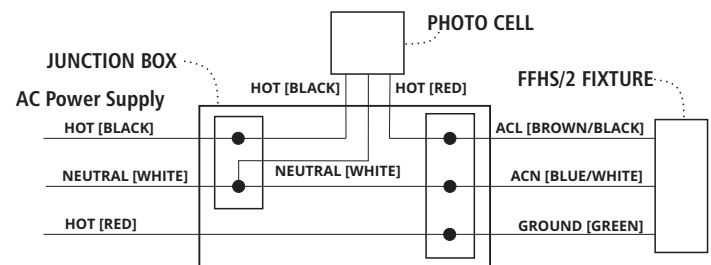 PHOTO CELL
JUNCTION BOX
FFHS/2 FIXTURE
HOT [BLACK]
HOT [RED]
AC Power Supply
HOT [BLACK]
ACL [BROWN/BLACK]
NEUTRAL [WHITE]
NEUTRAL [WHITE]
ACN [BLUE/WHITE]
HOT [RED]
GROUND [GREEN]